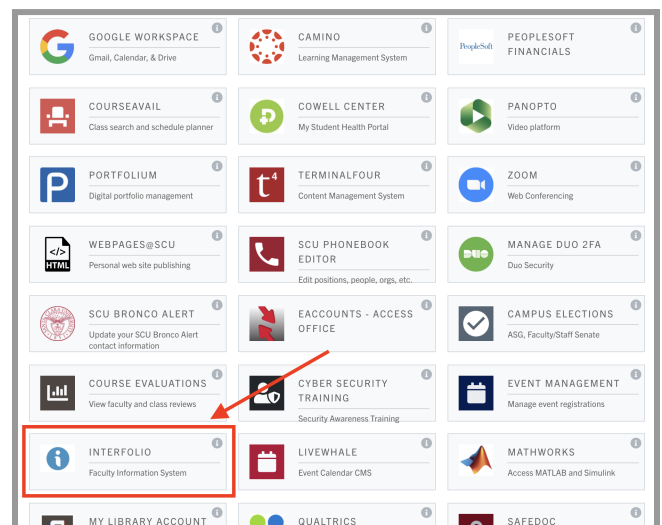 GOOGLE WORKSPACE
Gmail, Calendar, & Drive
CAMINO
Learning Management System
PeopleSoft
PEOPLESOFT
FINANCIALS
COURSEAVAIL
Class search and schedule planner
COWELL CENTER
My Student Health Portal
PANOPTO
Video platform
PORTFOLIUM
Digital portfolio management
t4
TERMINALFOUR
Content Management System
ZOOM
Web Conferencing
</>
HTML
WEBPAGES@SCU
Personal web site publishing
SCU PHONEBOOK
EDITOR
Edit positions, people, orgs, etc.
DUO
MANAGE DUO 2FA
Duo Security
SCU BRONCO ALERT
Update your SCU Bronco Alert
contact information
EACCOUNTS - ACCESS
OFFICE
CAMPUS ELECTIONS
ASG, Faculty/Staff Senate
COURSE EVALUATIONS
View faculty and class reviews
CYBER SECURITY
TRAINING
Security Awareness Training
EVENT MANAGEMENT
Manage event registrations
INTERFOLIO
Faculty Information System
LIVEWHALE
Event Calendar CMS
MATHWORKS
Access MATLAB and Simulink
MY LIBRARY ACCOUNT
QUALTRICS
SAFEDOC